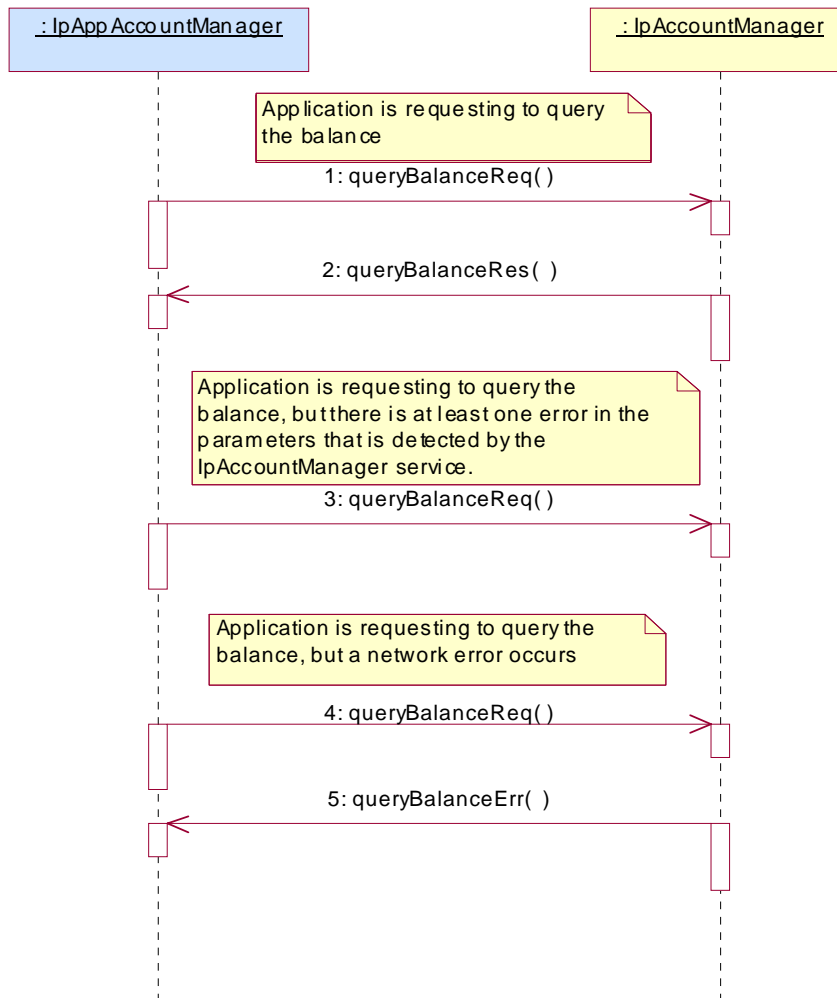 : IpAppAccountManager
: IpAccountManager
Application is requesting to query
the balance
1: queryBalanceReq( )
2: queryBalanceRes( )
Application is requesting to query the
balance, but there is at least one error in the
parameters that is detected by the
IpAccountManager service.
3: queryBalanceReq( )
Application is requesting to query the
balance, but a network error occurs
4: queryBalanceReq( )
5: queryBalanceErr( )